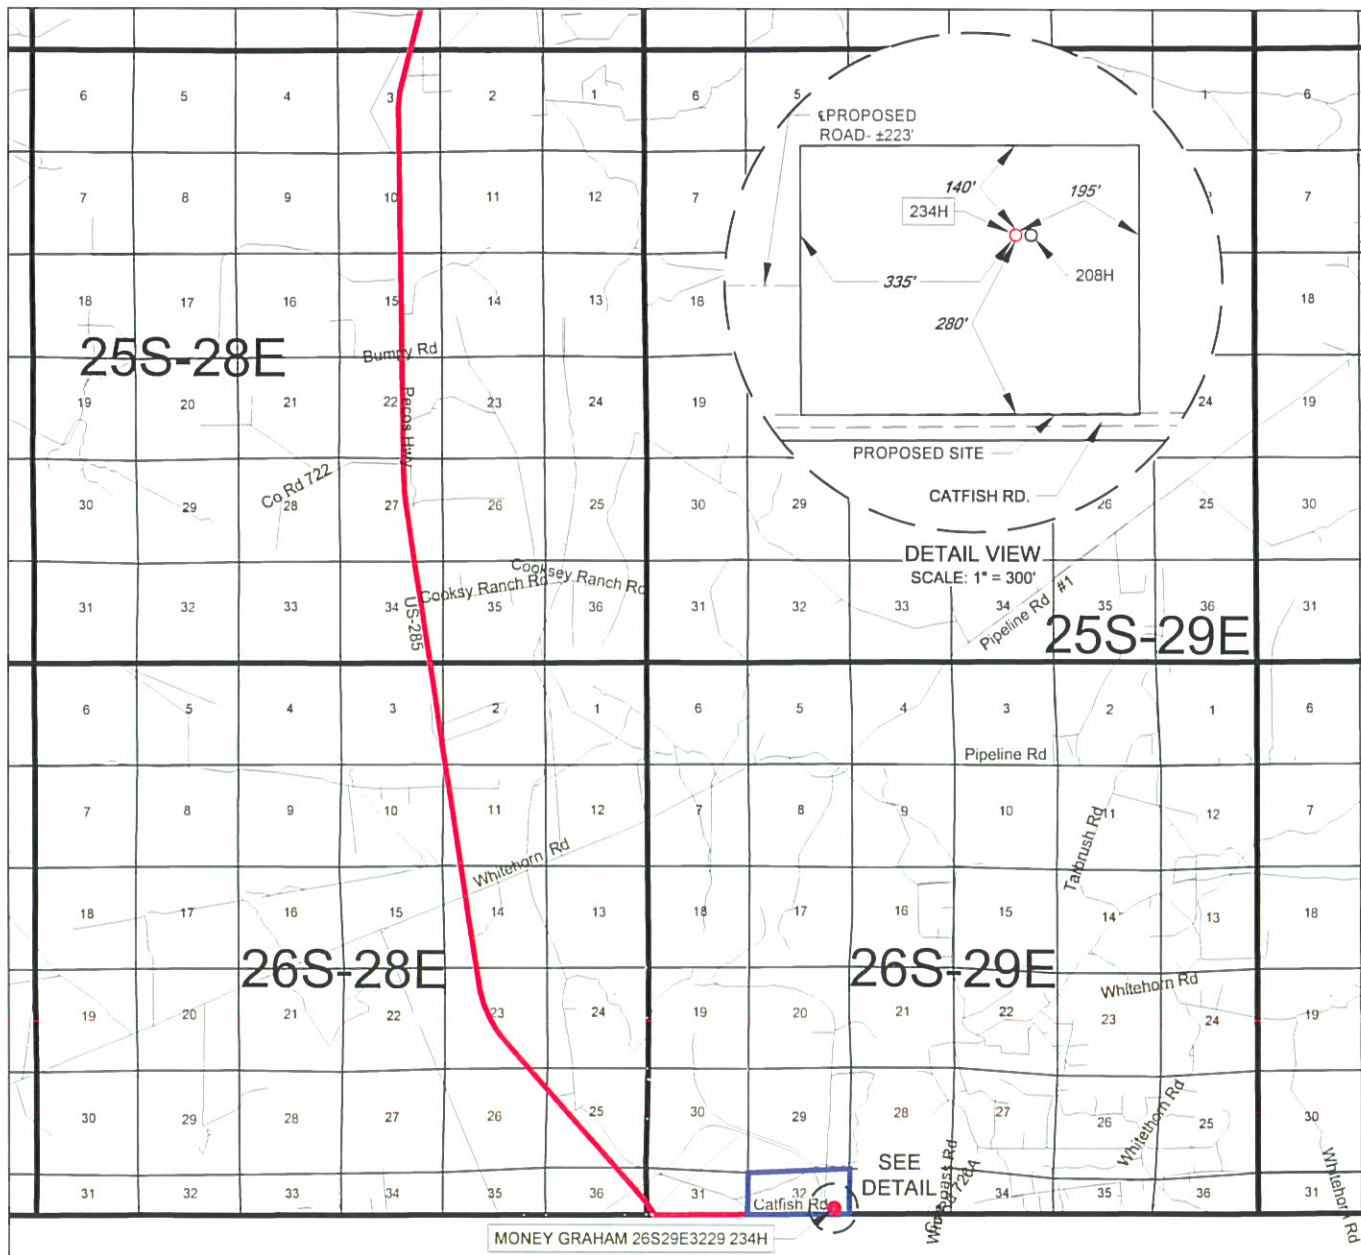 6 5 4 3 2 1 6 5 1 6
℄PROPOSED
ROAD- ±223'
7 8 9 10 11 12 7 7
140' 195'
234H
208H
335'
280'
18 17 16 15 14 13 18 18
25S-28E
Bumpy Rd
Pecos Hwy
19 20 21 22 23 24 19 24 19
PROPOSED SITE
CATFISH RD.
Co Rd 722
30 29 28 27 26 25 30 29 26 25 30
DETAIL VIEW
SCALE: 1" = 300'
Cooksy Ranch Rd
Cooksey Ranch Rd
US-285
31 32 33 34 35 36 31 32 33 34 35 36 31
Pipeline Rd #1
25S-29E
6 5 4 3 2 1 6 5 4 3 2 1 6
Pipeline Rd
7 8 9 10 11 12 7 8 9 10 11 12 7
Tarbrush Rd
Whitehorn Rd
18 17 16 15 14 13 18 17 16 15 14 13 18
26S-28E
26S-29E
Whitehorn Rd
19 20 21 22 23 24 19 20 21 22 23 24 19
30 29 28 27 26 25 30 29 28 27 26 25 30
Whitethorn Rd
Whitehorn Rd
SEE
DETAIL
31 32 33 34 35 36 31 32 34 35 36 31
Catfish Rd
MONEY GRAHAM 26S29E3229 234H